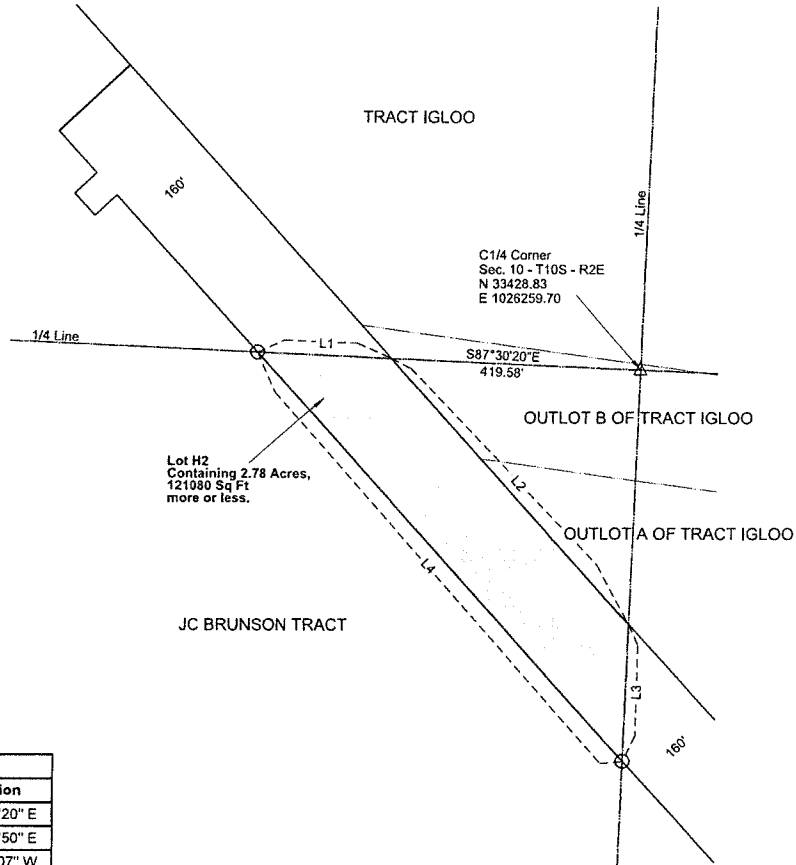 TRACT IGLOO
160'
1/4 Line
C1/4 Corner
Sec. 10 - T10S - R2E
N 33428.83
E 1026259.70
1/4 Line
L1
S87°30'20"E
419.58'
OUTLOT B OF TRACT IGLOO
Lot H2
Containing 2.78 Acres,
121080 Sq Ft
more or less.
L2
OUTLOT A OF TRACT IGLOO
L4
JC BRUNSON TRACT
L3
160'
ion
'20" E
'50" E
07" W